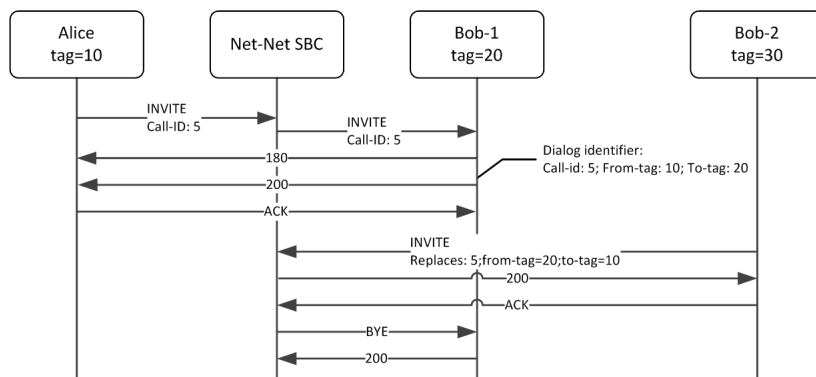 Alice
tag=10
Net-Net SBC
Bob-1
tag=20
Bob-2
tag=30
INVITE
Call-ID: 5
INVITE
Call-ID: 5
180
Dialog identifier:
Call-id: 5; From-tag: 10; To-tag: 20
200
ACK
INVITE
Replaces: 5;from-tag=20;to-tag=10
200
ACK
BYE
200